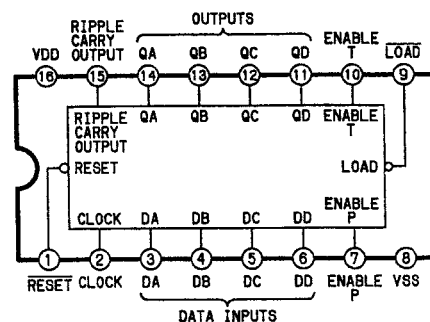 OUTPUTS
RIPPLE
CARRY
OUTPUT
VDD
QA QB QC QD
ENABLE
T
LOAD
16 15 14 13 12 11 10 9
RIPPLE
CARRY
OUTPUT
QA QB QC QD
ENABLE
T
RESET
LOAD
ENABLE
P
CLOCK DA DB DC DD
1 2 3 4 5 6 7 8
RESET CLOCK DA DB DC DD
ENABLE
P
VSS
DATA INPUTS